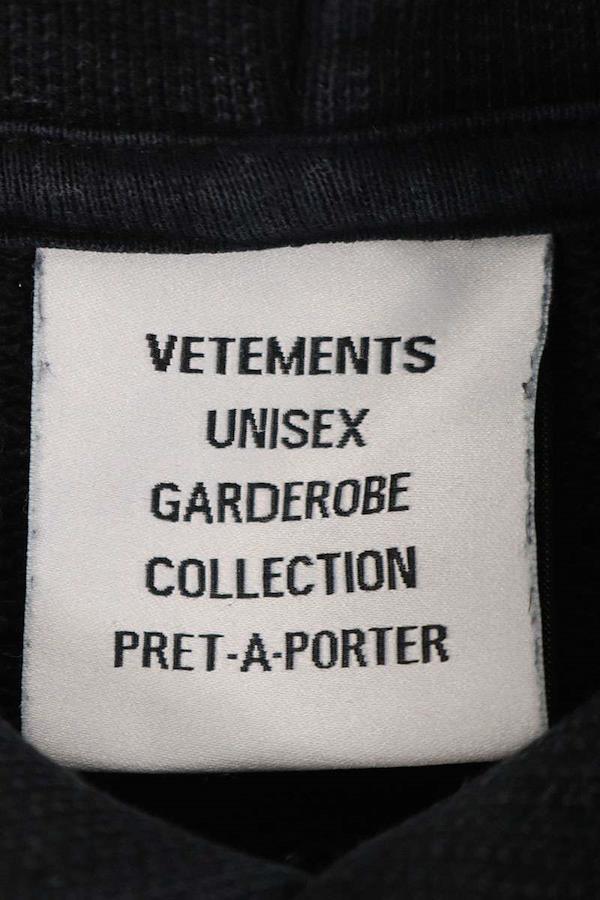 VETEMENTS
UNISEX
GARDEROBE
COLLECTION
PRET-A-PORTER